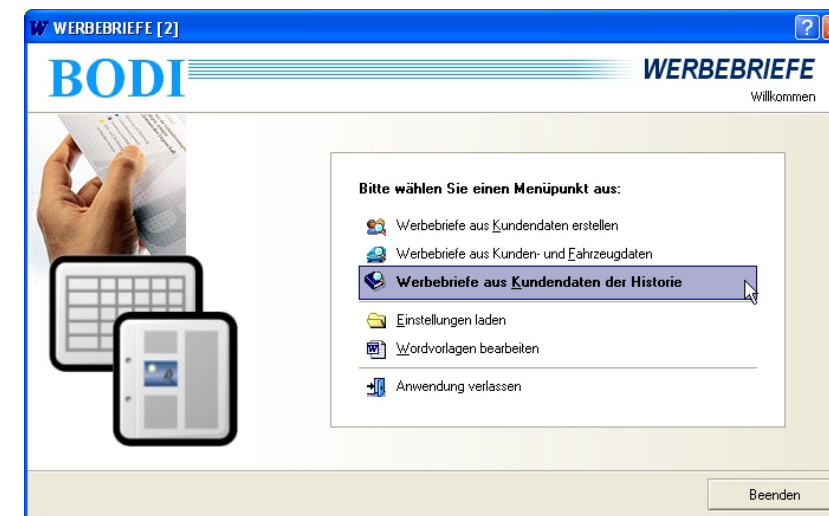 WERBEBRIEFE [2]
BODI
WERBEBRIEFE
Willkommen
Bitte wählen Sie einen Menüpunkt aus:
Werbebriefe aus Kundendaten erstellen
Werbebriefe aus Kunden- und Fahrzeugdaten
Werbebriefe aus Kundendaten der Historie
Einstellungen laden
Wordvorlagen bearbeiten
Anwendung verlassen
Beenden